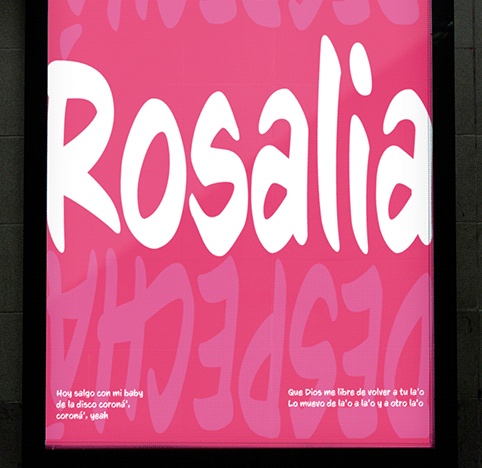 Rosalia
DESPECHÁ
Hoy salgo con mi baby
de la disco coroná',
coroná', yeah
Que Dios me libre de volver a tu la'o
Lo muevo de la'o a la'o y a otro la'o